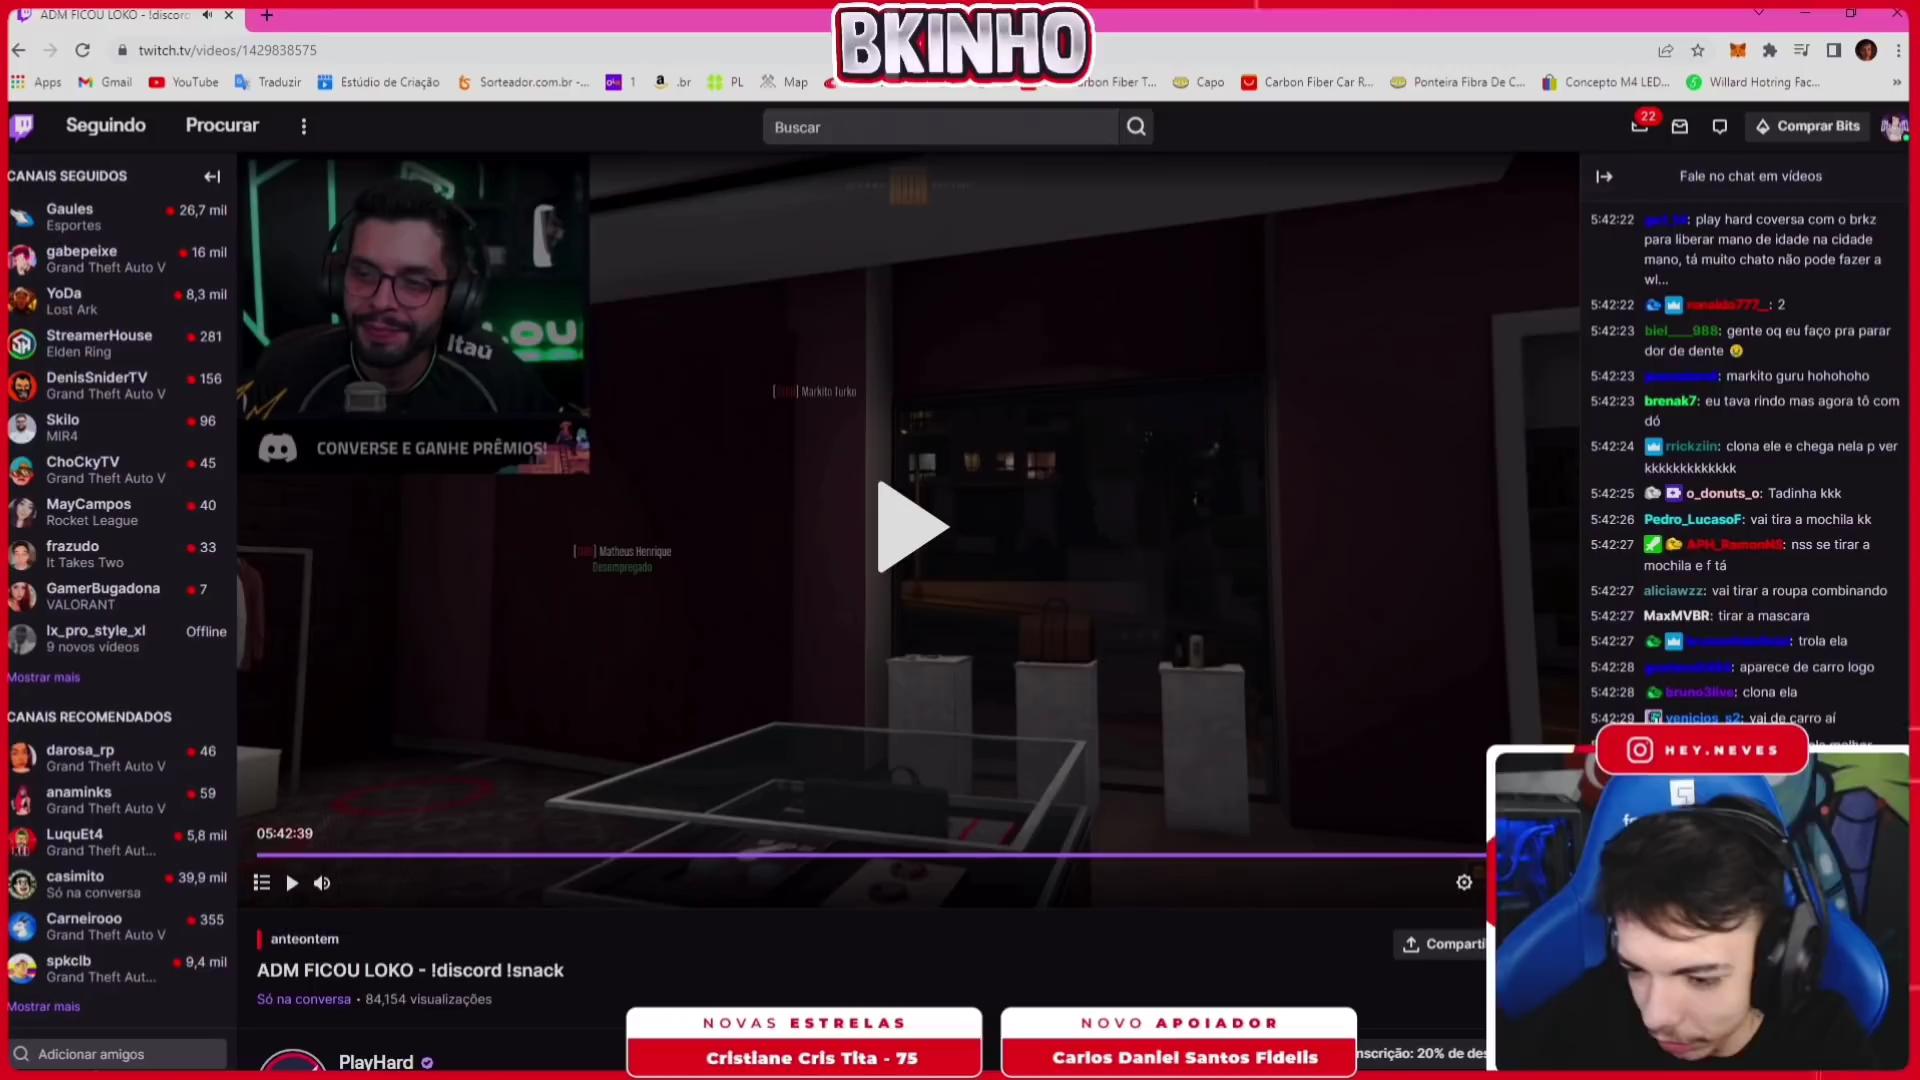 ADM FICOU LOKO - !discord
BKINHO
twitch.tv/videos/1429838575
Apps
Gmail
YouTube
Traduzir
Estúdio de Criação
Sorteador.com.br -...
1
.br
PL
Map
Carbon Fiber T...
Capo
Carbon Fiber Car R...
Ponteira Fibra De C...
Concepto M4 LED...
Willard Hotring Fac...
Seguindo
Procurar
Buscar
22
Comprar Bits
CANAIS SEGUIDOS
Gaules 26,7 mil
Esportes
gabepeixe 16 mil
Grand Theft Auto V
YoDa 8,3 mil
Lost Ark
StreamerHouse 281
Elden Ring
DenisSniderTV 156
Grand Theft Auto V
Skilo 96
MIR4
ChoCkyTV 45
Grand Theft Auto V
MayCampos 40
Rocket League
frazudo 33
It Takes Two
GamerBugadona 7
VALORANT
lx_pro_style_xl Offline
9 novos vídeos
Mostrar mais
CANAIS RECOMENDADOS
darosa_rp 46
Grand Theft Auto V
anaminks 59
Grand Theft Auto V
LuquEt4 5,8 mil
Grand Theft Aut...
casimito 39,9 mil
Só na conversa
Carneirooo 355
Grand Theft Auto V
spkclb 9,4 mil
Grand Theft Aut...
Mostrar mais
Adicionar amigos
Itaú
CONVERSE E GANHE PRÊMIOS!
Markito Turko
Matheus Henrique
Desempregado
05:42:39
anteontem
ADM FICOU LOKO - !discord !snack
Só na conversa • 84,154 visualizações
PlayHard
Comparti
nscrição: 20% de des
Fale no chat em vídeos
5:42:22 : play hard coversa com o brkz
para liberar mano de idade na cidade
mano, tá muito chato não pode fazer a
wl...
5:42:22 : 2
5:42:23 biel___988: gente oq eu faço pra parar
dor de dente
5:42:23 : markito guru hohohoho
5:42:23 brenak7: eu tava rindo mas agora tô com
dó
5:42:24 rrickziin: clona ele e chega nela p ver
kkkkkkkkkkkkk
5:42:25 o_donuts_o: Tadinha kkk
5:42:26 Pedro_LucasoF: vai tira a mochila kk
5:42:27 APH_RamonNS: nss se tirar a
mochila e f tá
5:42:27 aliciawzz: vai tirar a roupa combinando
5:42:27 MaxMVBR: tirar a mascara
5:42:27 : trola ela
5:42:28 : aparece de carro logo
5:42:28 bruno3live: clona ela
5:42:29 venicios_s2: vai de carro aí
HEY.NEVES
NOVAS ESTRELAS
Cristiane Cris Tita - 75
NOVO APOIADOR
Carlos Daniel Santos Fidelis